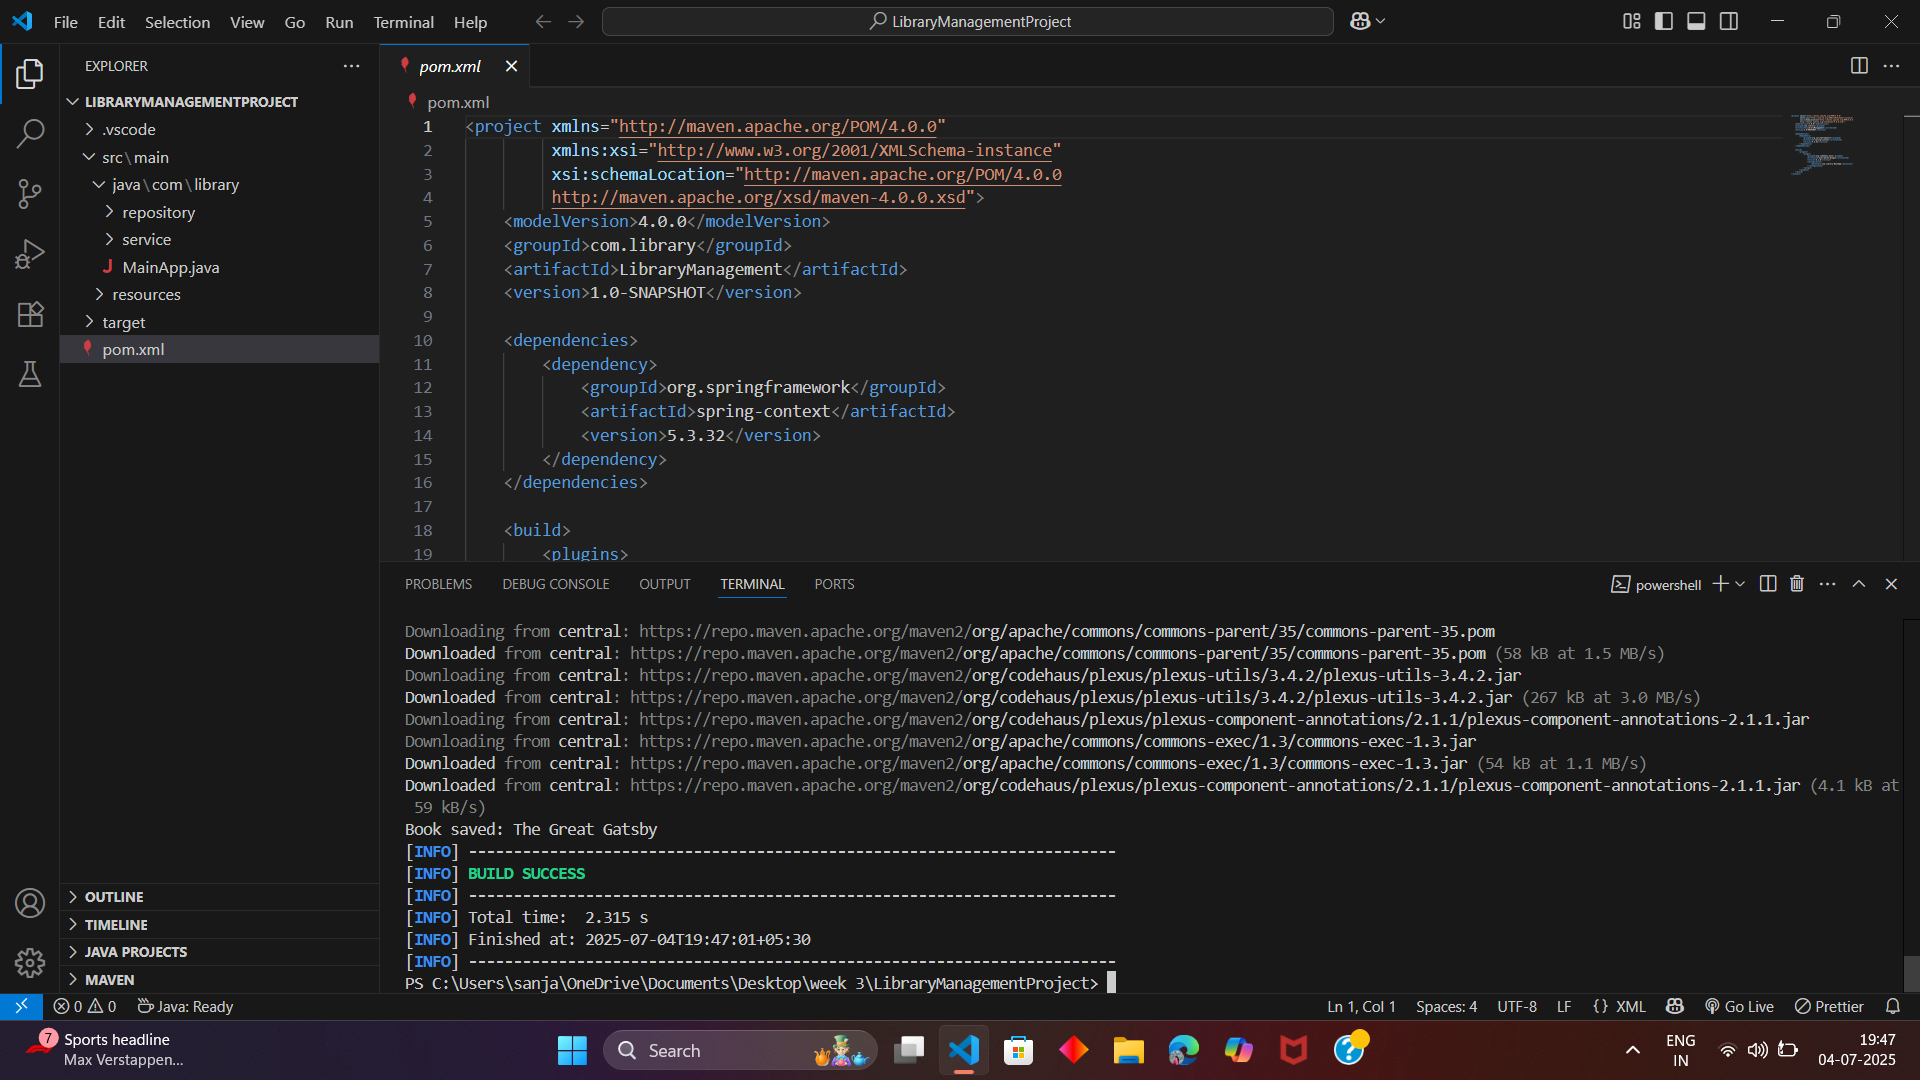 File Edit Selection View Go Run Terminal Help
LibraryManagementProject
EXPLORER
LIBRARYMANAGEMENTPROJECT
.vscode
src\main
java\com\library
repository
service
J MainApp.java
resources
target
pom.xml
OUTLINE
TIMELINE
JAVA PROJECTS
MAVEN
pom.xml
pom.xml
1 <project xmlns="http://maven.apache.org/POM/4.0.0"
2 xmlns:xsi="http://www.w3.org/2001/XMLSchema-instance"
3 xsi:schemaLocation="http://maven.apache.org/POM/4.0.0
4 http://maven.apache.org/xsd/maven-4.0.0.xsd">
5 <modelVersion>4.0.0</modelVersion>
6 <groupId>com.library</groupId>
7 <artifactId>LibraryManagement</artifactId>
8 <version>1.0-SNAPSHOT</version>
9
10 <dependencies>
11 <dependency>
12 <groupId>org.springframework</groupId>
13 <artifactId>spring-context</artifactId>
14 <version>5.3.32</version>
15 </dependency>
16 </dependencies>
17
18 <build>
19 <plugins>
PROBLEMS DEBUG CONSOLE OUTPUT TERMINAL PORTS
powershell
Downloading from central: https://repo.maven.apache.org/maven2/org/apache/commons/commons-parent/35/commons-parent-35.pom
Downloaded from central: https://repo.maven.apache.org/maven2/org/apache/commons/commons-parent/35/commons-parent-35.pom (58 kB at 1.5 MB/s)
Downloading from central: https://repo.maven.apache.org/maven2/org/codehaus/plexus/plexus-utils/3.4.2/plexus-utils-3.4.2.jar
Downloaded from central: https://repo.maven.apache.org/maven2/org/codehaus/plexus/plexus-utils/3.4.2/plexus-utils-3.4.2.jar (267 kB at 3.0 MB/s)
Downloading from central: https://repo.maven.apache.org/maven2/org/codehaus/plexus/plexus-component-annotations/2.1.1/plexus-component-annotations-2.1.1.jar
Downloading from central: https://repo.maven.apache.org/maven2/org/apache/commons/commons-exec/1.3/commons-exec-1.3.jar
Downloaded from central: https://repo.maven.apache.org/maven2/org/apache/commons/commons-exec/1.3/commons-exec-1.3.jar (54 kB at 1.1 MB/s)
Downloaded from central: https://repo.maven.apache.org/maven2/org/codehaus/plexus/plexus-component-annotations/2.1.1/plexus-component-annotations-2.1.1.jar (4.1 kB at
59 kB/s)
Book saved: The Great Gatsby
[INFO] ------------------------------------------------------------------------
[INFO] BUILD SUCCESS
[INFO] ------------------------------------------------------------------------
[INFO] Total time:  2.315 s
[INFO] Finished at: 2025-07-04T19:47:01+05:30
[INFO] ------------------------------------------------------------------------
PS C:\Users\sanja\OneDrive\Documents\Desktop\week 3\LibraryManagementProject>
0 0 Java: Ready
Ln 1, Col 1 Spaces: 4 UTF-8 LF {} XML Go Live Prettier
7
Sports headline
Max Verstappen...
Search
ENG
IN
19:47
04-07-2025